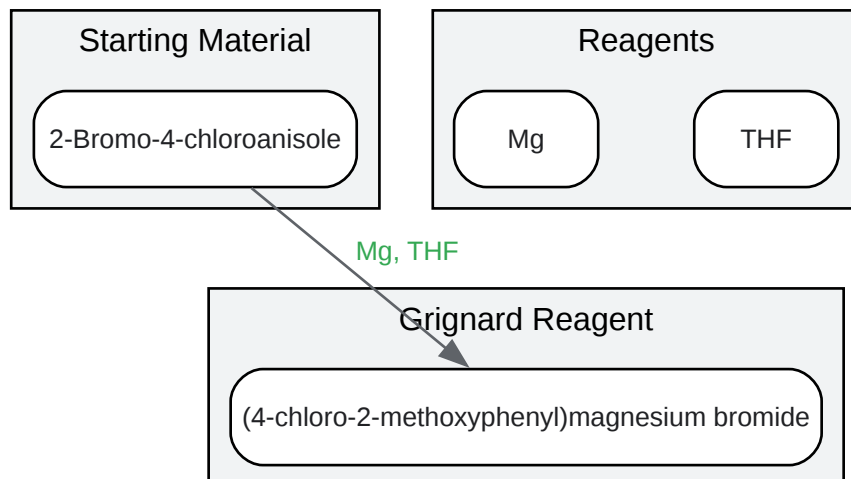 Starting Material
2-Bromo-4-chloroanisole
Reagents
Mg
THF
Mg, THF
Grignard Reagent
(4-chloro-2-methoxyphenyl)magnesium bromide